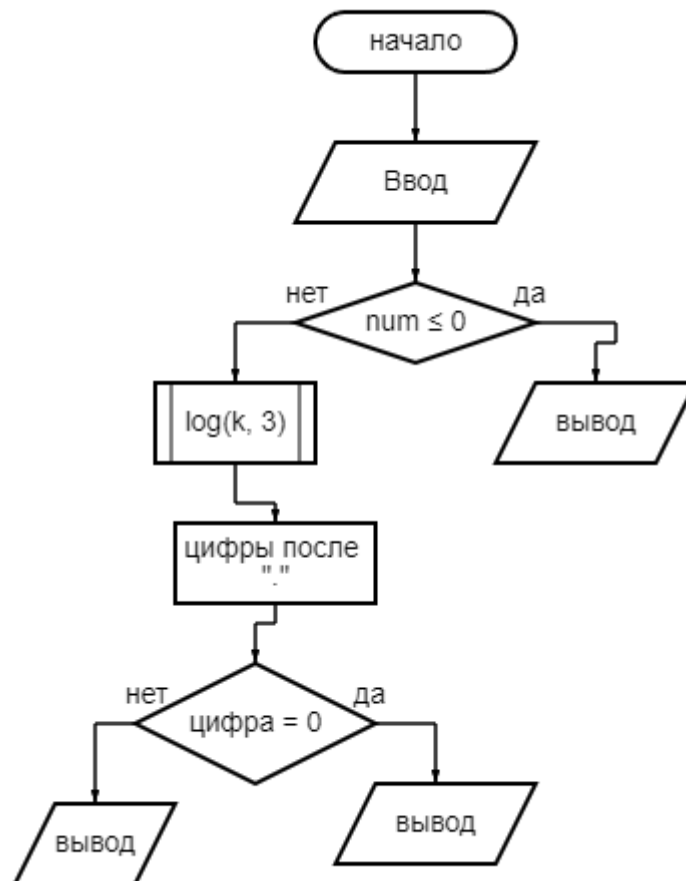 начало
Ввод
нет
да
num ≤ 0
log(k, 3)
вывод
цифры после
"."
нет
да
цифра = 0
вывод
вывод